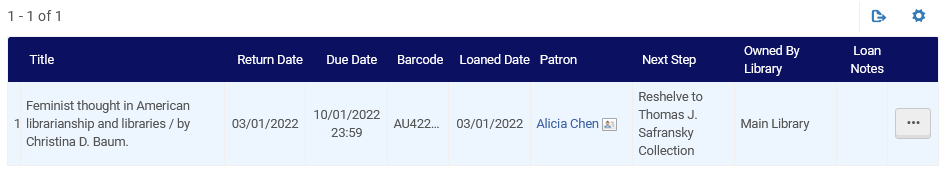 1 - 1 of 1
Title Return Date Due Date Barcode Loaned Date Patron Next Step Owned By Library Loan Notes
1 Feminist thought in American librarianship and libraries / by Christina D. Baum. 03/01/2022 10/01/2022 23:59 AU422... 03/01/2022 Alicia Chen Reshelve to Thomas J. Safransky Collection Main Library